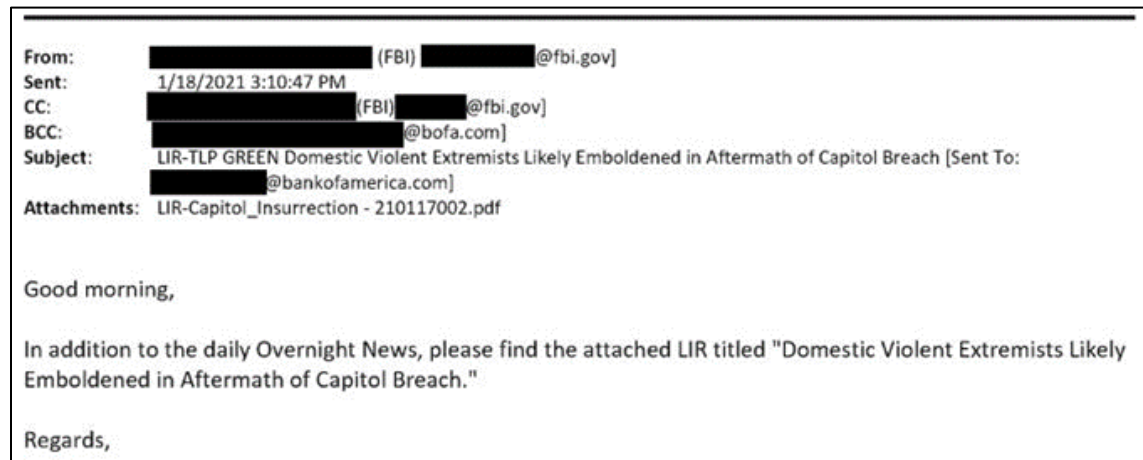 From: (FBI) @fbi.gov]
Sent: 1/18/2021 3:10:47 PM
CC: (FBI) @fbi.gov]
BCC: @bofa.com]
Subject: LIR-TLP GREEN Domestic Violent Extremists Likely Emboldened in Aftermath of Capitol Breach [Sent To:
@bankofamerica.com]
Attachments: LIR-Capitol_Insurrection - 210117002.pdf
Good morning,
In addition to the daily Overnight News, please find the attached LIR titled "Domestic Violent Extremists Likely
Emboldened in Aftermath of Capitol Breach."
Regards,